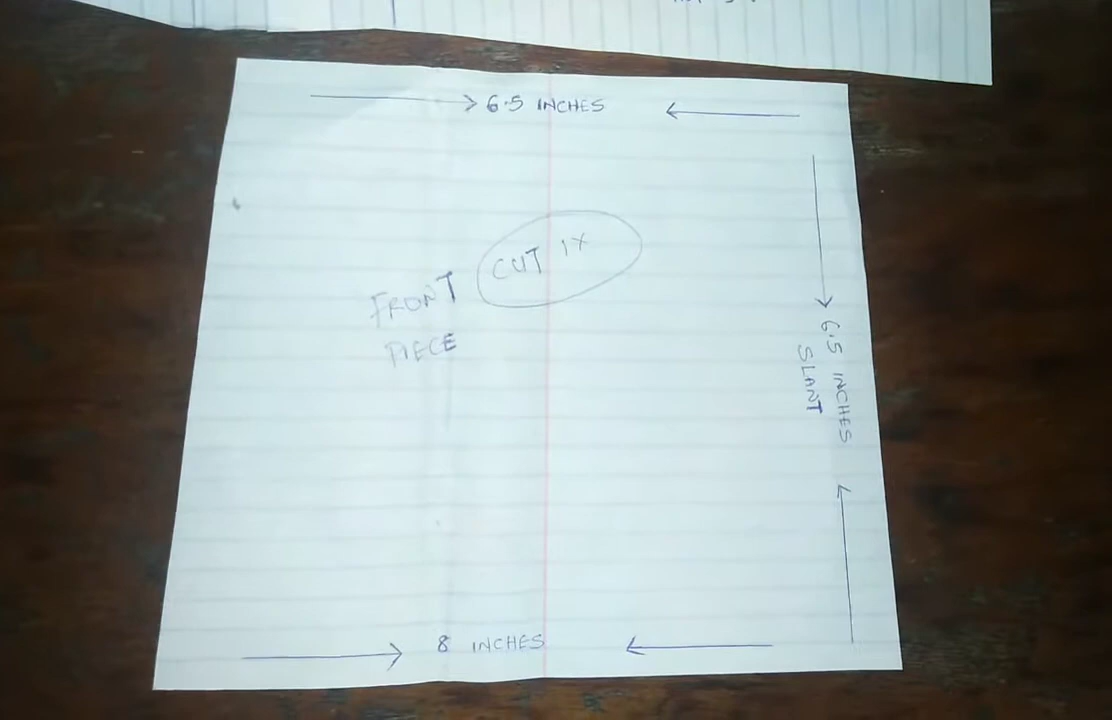 6.5 INCHES
CUT 1X
FRONT
PIECE
6.5 INCHES
SLANT
8 INCHES